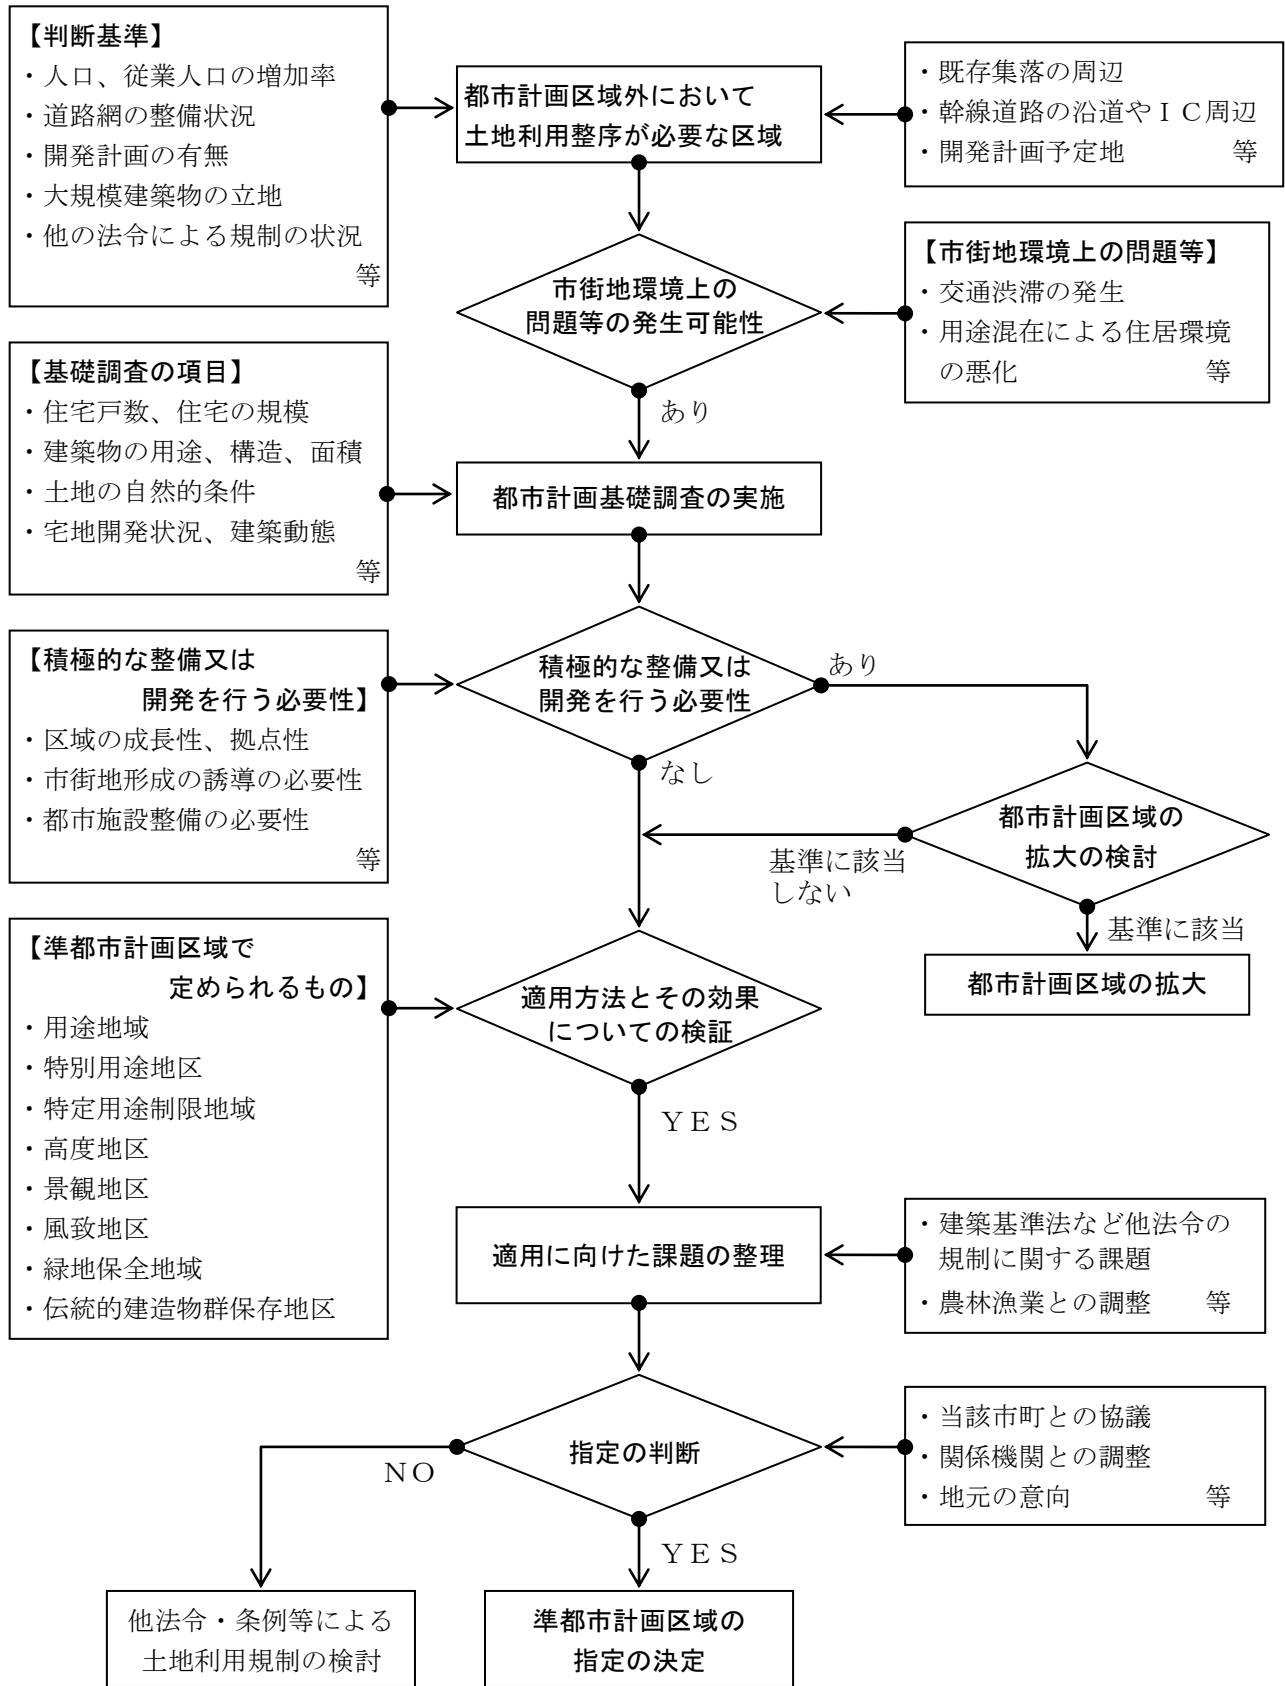 【判断基準】
・人口、従業人口の増加率
・道路網の整備状況
・開発計画の有無
・大規模建築物の立地
・他の法令による規制の状況
等
都市計画区域外において
土地利用整序が必要な区域
・既存集落の周辺
・幹線道路の沿道やＩＣ周辺
・開発計画予定地 等
市街地環境上の
問題等の発生可能性
【市街地環境上の問題等】
・交通渋滞の発生
・用途混在による住居環境
の悪化 等
あり
【基礎調査の項目】
・住宅戸数、住宅の規模
・建築物の用途、構造、面積
・土地の自然的条件
・宅地開発状況、建築動態
等
都市計画基礎調査の実施
【積極的な整備又は
開発を行う必要性】
・区域の成長性、拠点性
・市街地形成の誘導の必要性
・都市施設整備の必要性
等
積極的な整備又は
開発を行う必要性
あり
なし
都市計画区域の
拡大の検討
基準に該当
しない
基準に該当
都市計画区域の拡大
【準都市計画区域で
定められるもの】
・用途地域
・特別用途地区
・特定用途制限地域
・高度地区
・景観地区
・風致地区
・緑地保全地域
・伝統的建造物群保存地区
適用方法とその効果
についての検証
ＹＥＳ
適用に向けた課題の整理
・建築基準法など他法令の
規制に関する課題
・農林漁業との調整 等
指定の判断
・当該市町との協議
・関係機関との調整
・地元の意向 等
ＮＯ
ＹＥＳ
他法令・条例等による
土地利用規制の検討
準都市計画区域の
指定の決定